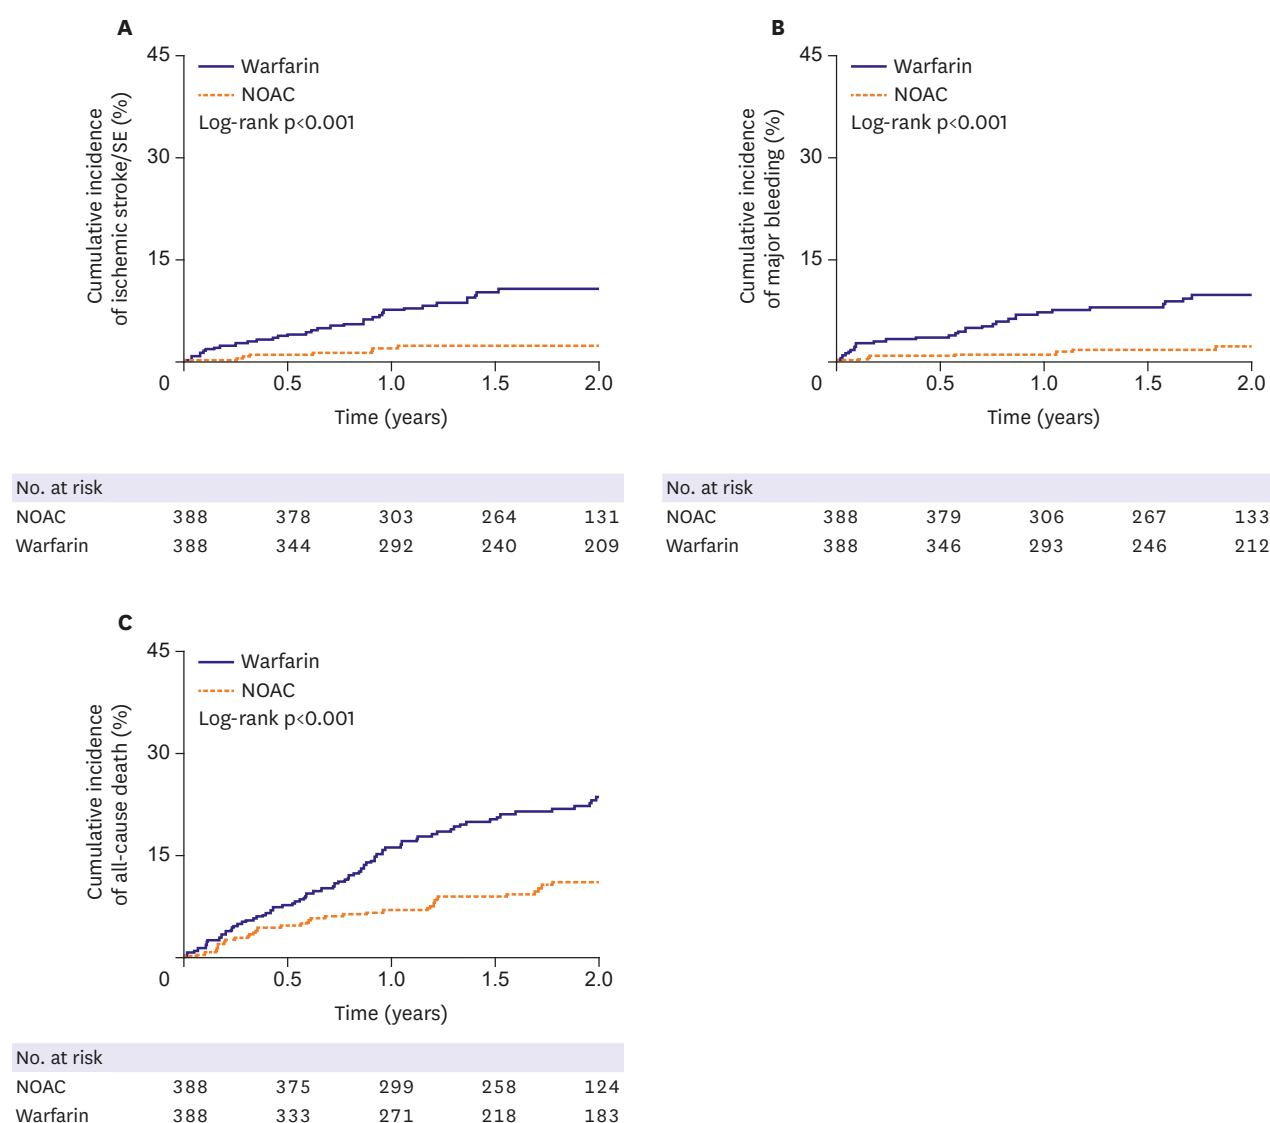 A
45
30
15
0
Cumulative incidence
of ischemic stroke/SE (%)
Warfarin
NOAC
Log-rank p<0.001
0.5 1.0 1.5 2.0
Time (years)
No. at risk
NOAC 388 378 303 264 131
Warfarin 388 344 292 240 209
B
45
30
15
0
Cumulative incidence
of major bleeding (%)
Warfarin
NOAC
Log-rank p<0.001
0.5 1.0 1.5 2.0
Time (years)
No. at risk
NOAC 388 379 306 267 133
Warfarin 388 346 293 246 212
C
45
30
15
0
Cumulative incidence
of all-cause death (%)
Warfarin
NOAC
Log-rank p<0.001
0.5 1.0 1.5 2.0
Time (years)
No. at risk
NOAC 388 375 299 258 124
Warfarin 388 333 271 218 183